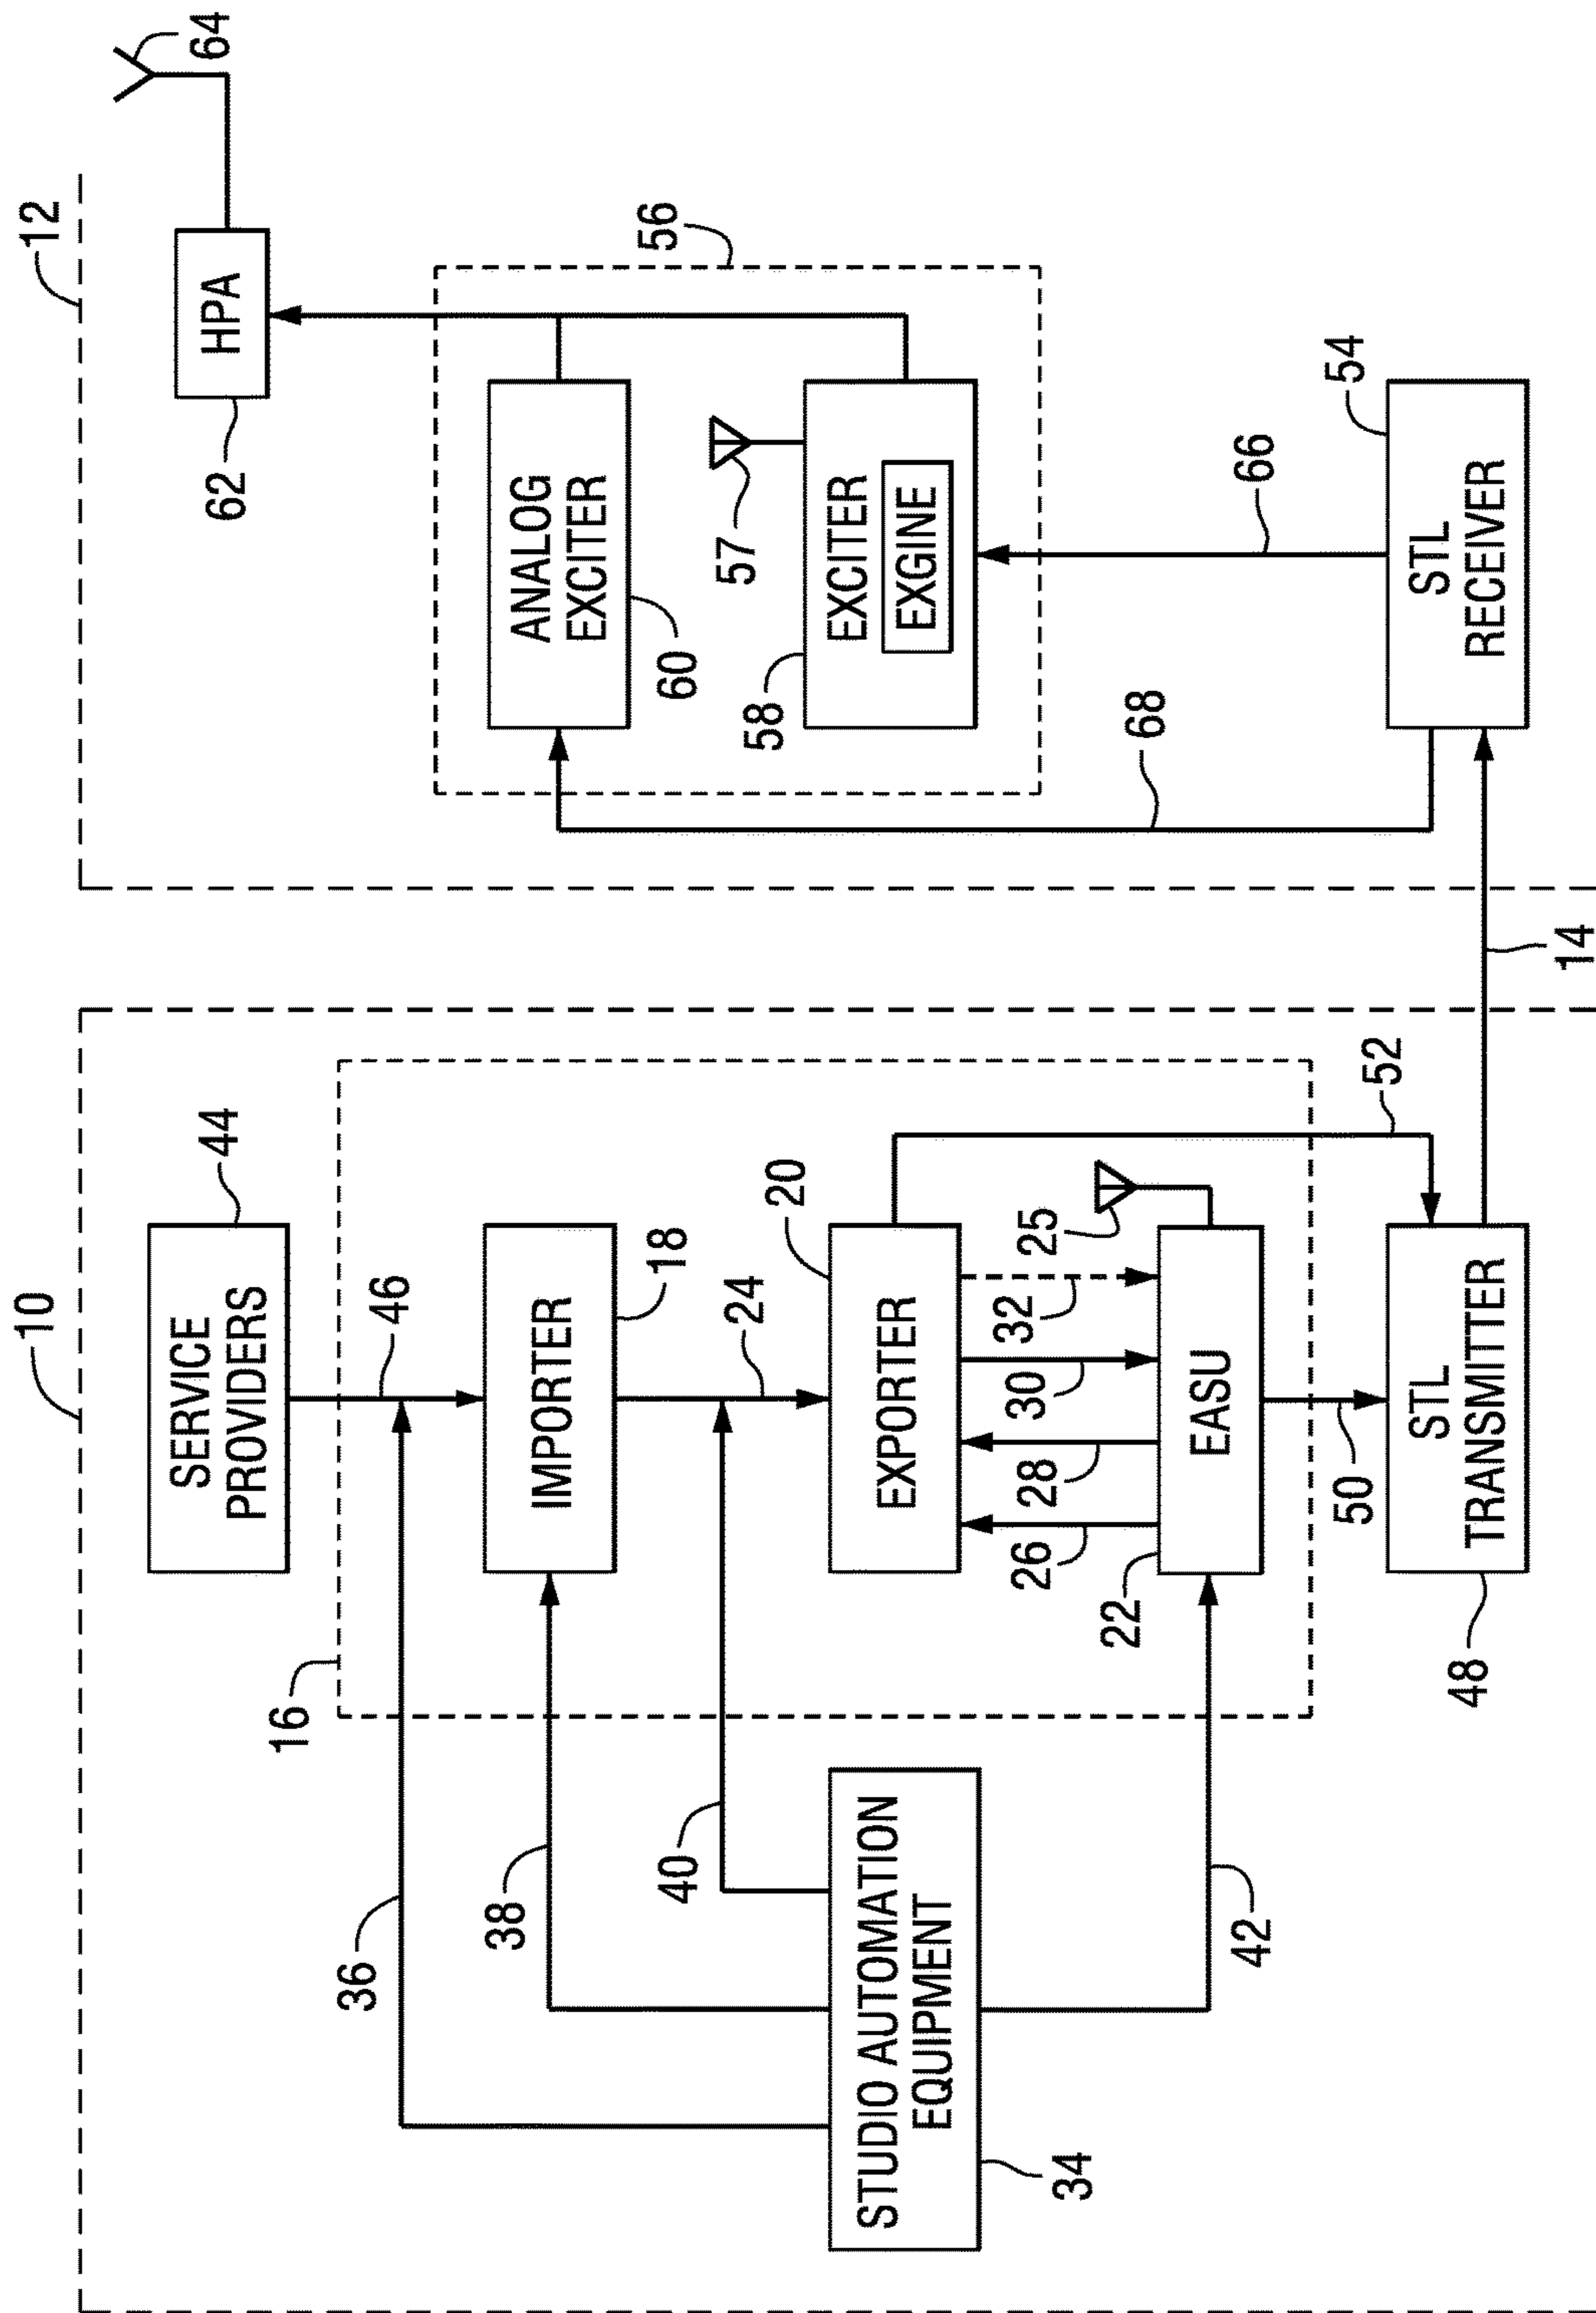 10
12
SERVICE
PROVIDERS
44
46
36
16
IMPORTER
18
38
24
40
EXPORTER
20
STUDIO AUTOMATION
EQUIPMENT
34
26
28
30
32
25
EASU
22
42
50
52
STL
TRANSMITTER
48
14
HPA
62
64
56
ANALOG
EXCITER
60
57
EXCITER
EXGINE
58
66
68
STL
RECEIVER
54